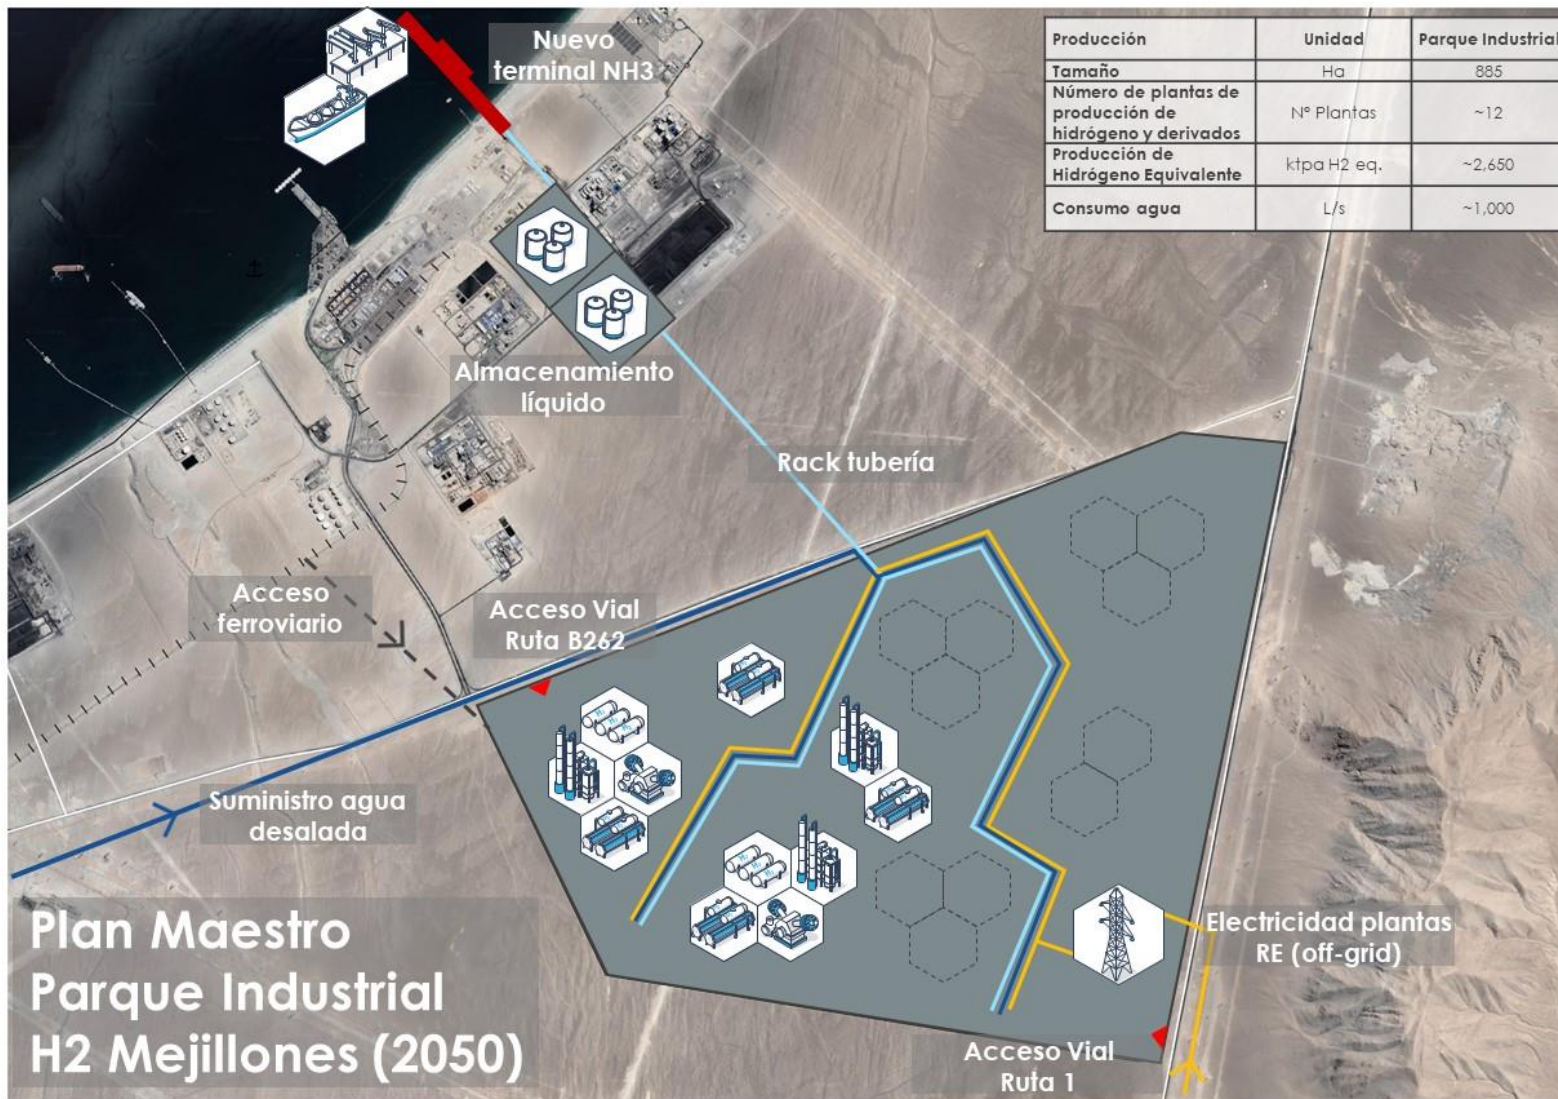 Nuevo
terminal NH3
Producción Unidad Parque Industrial
Tamaño Ha 885
Número de plantas de
producción de
hidrógeno y derivados
N° Plantas ~12
Producción de
Hidrógeno Equivalente
ktpa H2 eq. ~2,650
Consumo agua L/s ~1,000
Almacenamiento
líquido
Rack tubería
Acceso
ferroviario
Acceso Vial
Ruta B262
Suministro agua
desalada
Electricidad plantas
RE (off-grid)
Acceso Vial
Ruta 1
Plan Maestro
Parque Industrial
H2 Mejillones (2050)